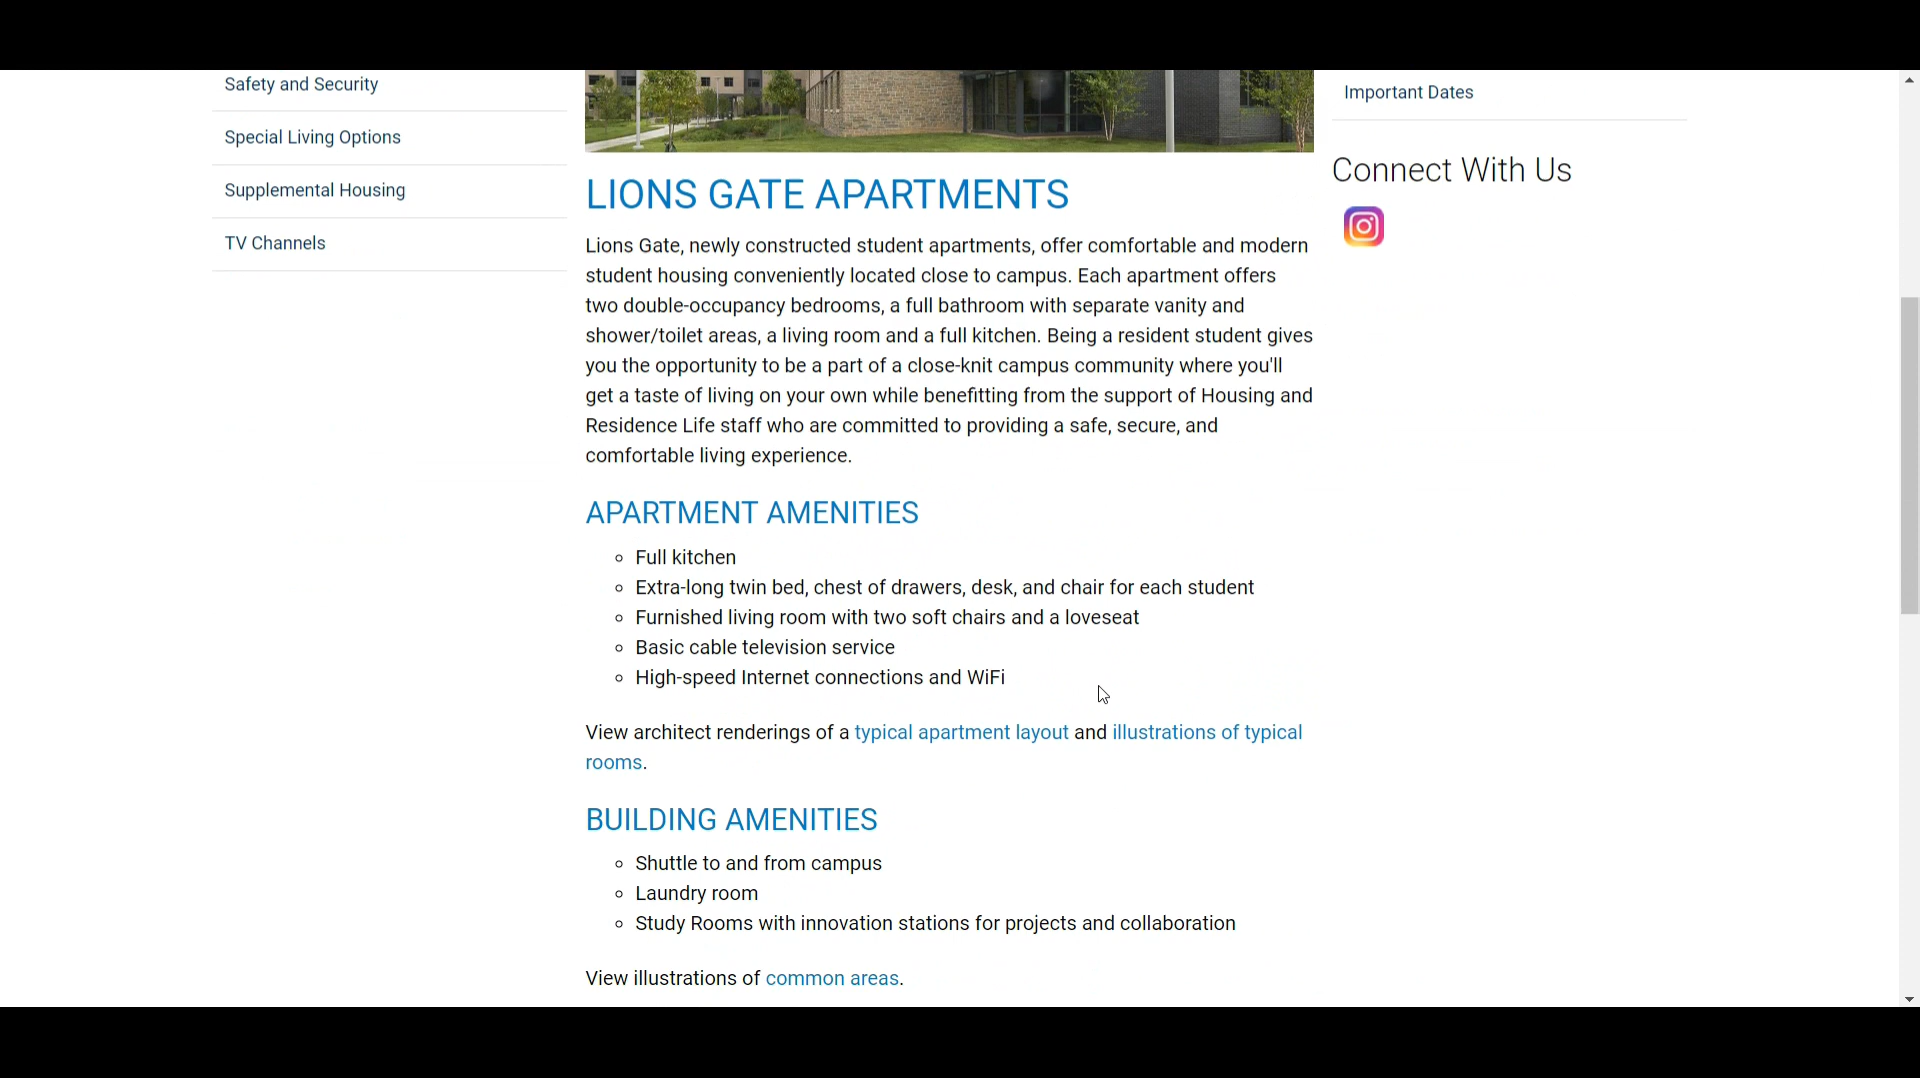 Safety and Security
Special Living Options
Supplemental Housing
TV Channels
LIONS GATE APARTMENTS
Lions Gate, newly constructed student apartments, offer comfortable and modern
student housing conveniently located close to campus. Each apartment offers
two double-occupancy bedrooms, a full bathroom with separate vanity and
shower/toilet areas, a living room and a full kitchen. Being a resident student gives
you the opportunity to be a part of a close-knit campus community where you'll
get a taste of living on your own while benefitting from the support of Housing and
Residence Life staff who are committed to providing a safe, secure, and
comfortable living experience.
APARTMENT AMENITIES
Full kitchen
Extra-long twin bed, chest of drawers, desk, and chair for each student
Furnished living room with two soft chairs and a loveseat
Basic cable television service
High-speed Internet connections and WiFi
View architect renderings of a typical apartment layout and illustrations of typical
rooms.
BUILDING AMENITIES
Shuttle to and from campus
Laundry room
Study Rooms with innovation stations for projects and collaboration
View illustrations of common areas.
Important Dates
Connect With Us